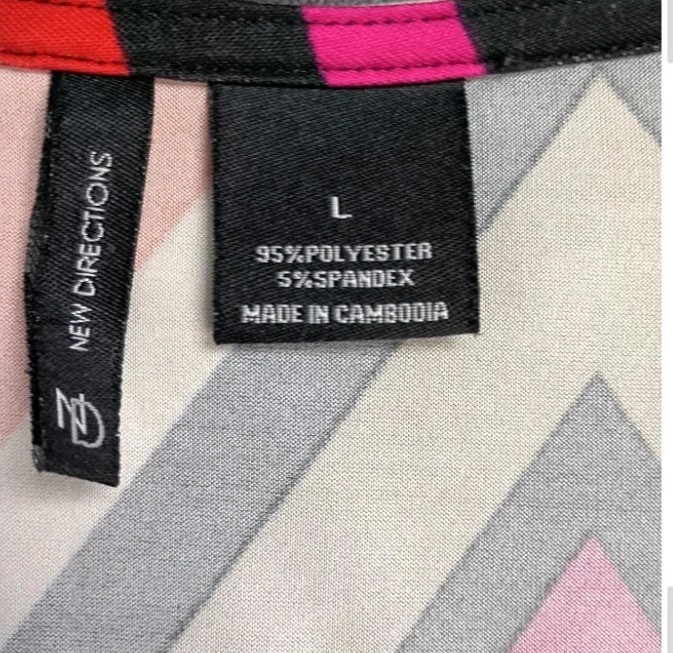 NEW DIRECTIONS
ND
L
95%POLYESTER
5%SPANDEX
MADE IN CAMBODIA